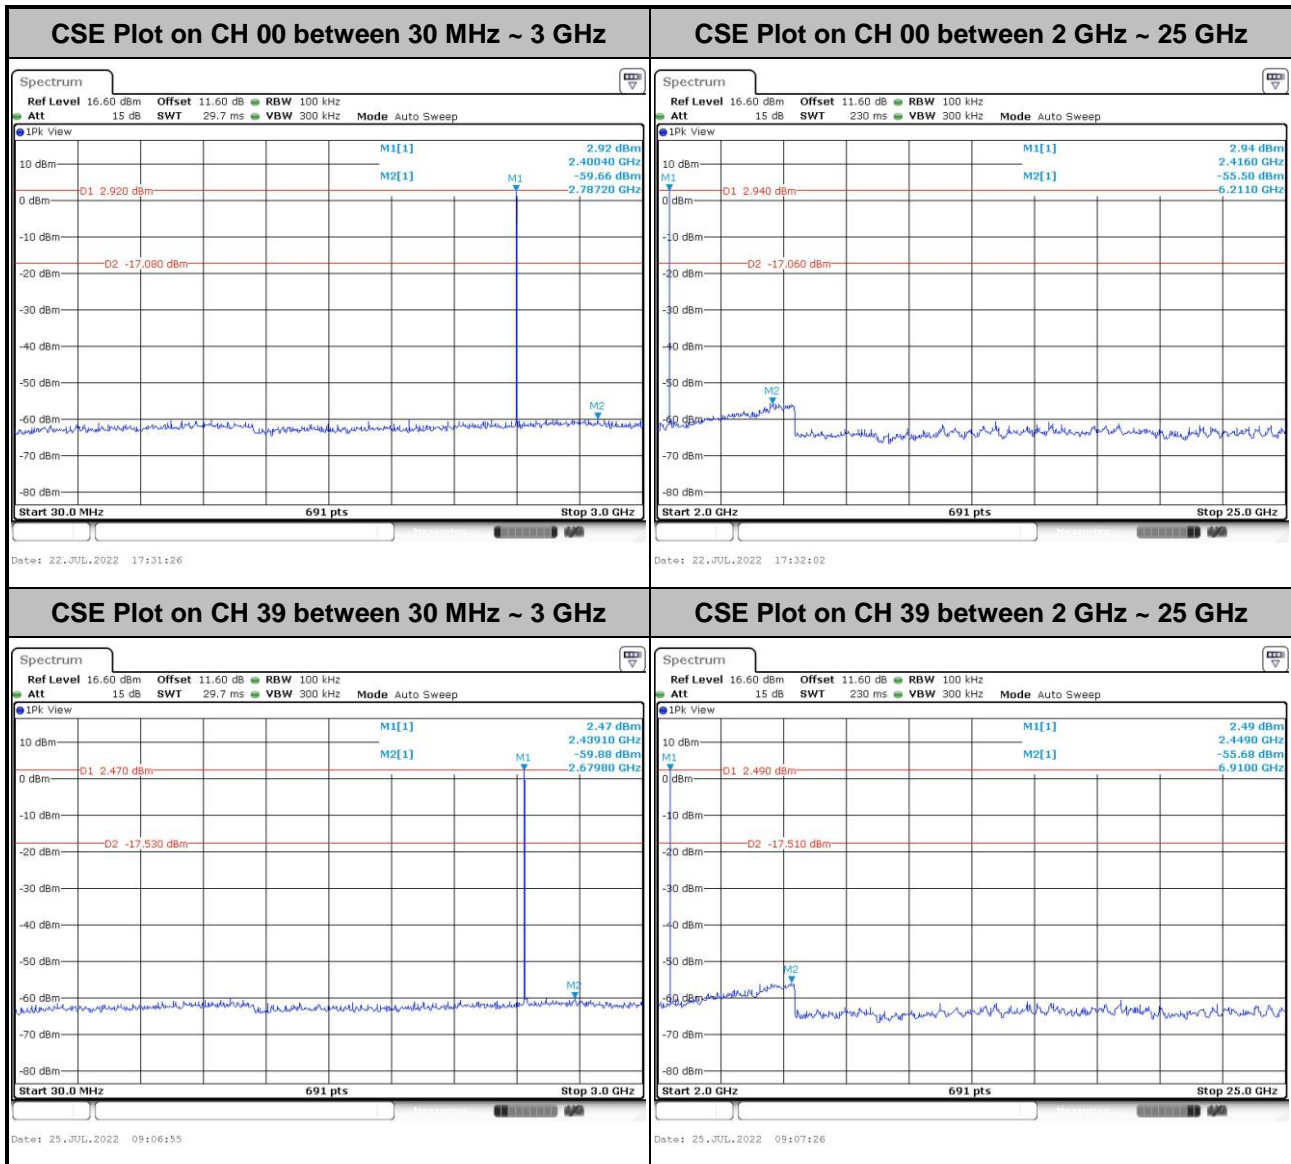 CSE Plot on CH 00 between 30 MHz ~ 3 GHz
Spectrum
Ref Level 16.60 dBm Offset 11.60 dB RBW 100 kHz
Att 15 dB SWT 29.7 ms VBW 300 kHz Mode Auto Sweep
1Pk View
M1[1] 2.92 dBm
2.40040 GHz
M2[1] -59.66 dBm
2.78720 GHz
10 dBm
M1
D1 2.920 dBm
0 dBm
-10 dBm
D2 -17.080 dBm
-20 dBm
-30 dBm
-40 dBm
-50 dBm
M2
-60 dBm
-70 dBm
-80 dBm
Start 30.0 MHz 691 pts Stop 3.0 GHz
Date: 22.JUL.2022 17:31:26
CSE Plot on CH 00 between 2 GHz ~ 25 GHz
Spectrum
Ref Level 16.60 dBm Offset 11.60 dB RBW 100 kHz
Att 15 dB SWT 230 ms VBW 300 kHz Mode Auto Sweep
1Pk View
M1[1] 2.94 dBm
2.4160 GHz
M2[1] -55.50 dBm
6.2110 GHz
10 dBm
M1
D1 2.940 dBm
0 dBm
-10 dBm
D2 -17.060 dBm
-20 dBm
-30 dBm
-40 dBm
-50 dBm
M2
-60 dBm
-70 dBm
-80 dBm
Start 2.0 GHz 691 pts Stop 25.0 GHz
Date: 22.JUL.2022 17:32:02
CSE Plot on CH 39 between 30 MHz ~ 3 GHz
Spectrum
Ref Level 16.60 dBm Offset 11.60 dB RBW 100 kHz
Att 15 dB SWT 29.7 ms VBW 300 kHz Mode Auto Sweep
1Pk View
M1[1] 2.47 dBm
2.43910 GHz
M2[1] -59.88 dBm
2.67980 GHz
10 dBm
M1
D1 2.470 dBm
0 dBm
-10 dBm
D2 -17.530 dBm
-20 dBm
-30 dBm
-40 dBm
-50 dBm
M2
-60 dBm
-70 dBm
-80 dBm
Start 30.0 MHz 691 pts Stop 3.0 GHz
Date: 25.JUL.2022 09:06:55
CSE Plot on CH 39 between 2 GHz ~ 25 GHz
Spectrum
Ref Level 16.60 dBm Offset 11.60 dB RBW 100 kHz
Att 15 dB SWT 230 ms VBW 300 kHz Mode Auto Sweep
1Pk View
M1[1] 2.49 dBm
2.4490 GHz
M2[1] -55.68 dBm
6.9100 GHz
10 dBm
M1
D1 2.490 dBm
0 dBm
-10 dBm
D2 -17.510 dBm
-20 dBm
-30 dBm
-40 dBm
-50 dBm
M2
-60 dBm
-70 dBm
-80 dBm
Start 2.0 GHz 691 pts Stop 25.0 GHz
Date: 25.JUL.2022 09:07:26